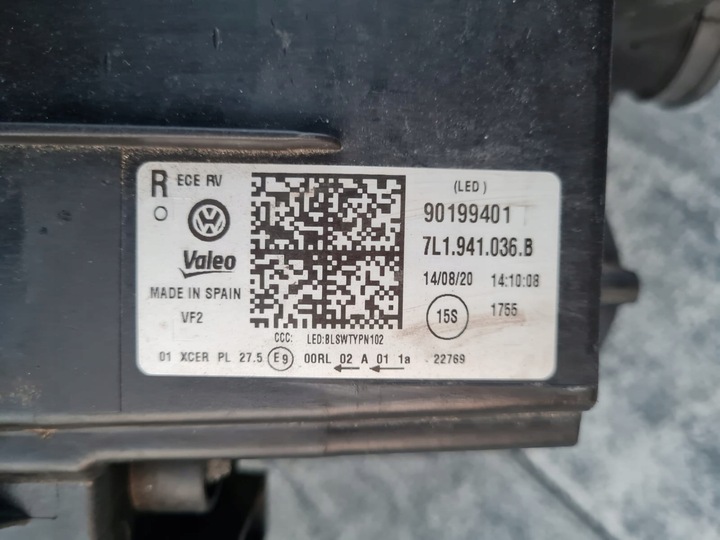 R ECE RV
(LED)
90199401
7L1.941.036.B
Valeo
14/08/20 14:10:08
MADE IN SPAIN
VF2
15S
1755
CCC: LED:BLSWTYPN102
01 XCER PL 27.5 E9 00RL 02 A 01 1a 22769